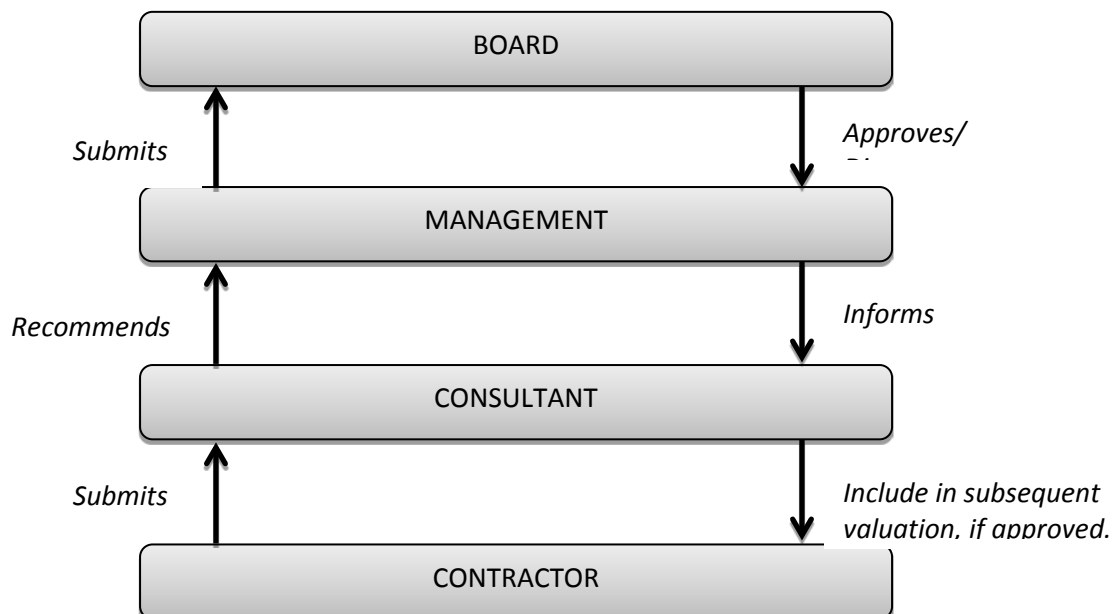 BOARD
Submits
Approves/
MANAGEMENT
Recommends
Informs
CONSULTANT
Submits
Include in subsequent
valuation, if approved.
CONTRACTOR